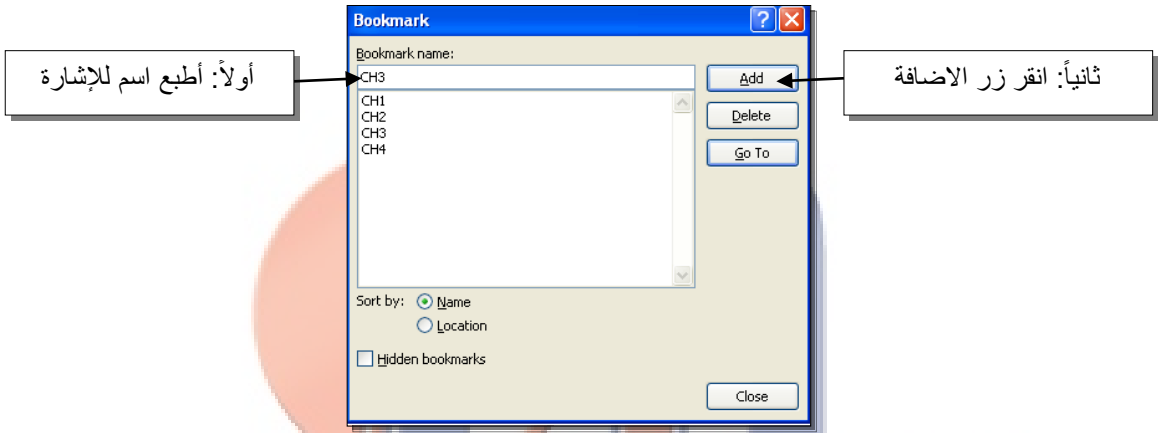 Bookmark
Bookmark name:
أولاً: أطبع اسم للإشارة
CH3
Add
ثانياً: انقر زر الاضافة
CH1
CH2
CH3
CH4
Delete
Go To
Sort by: Name
Location
Hidden bookmarks
Close